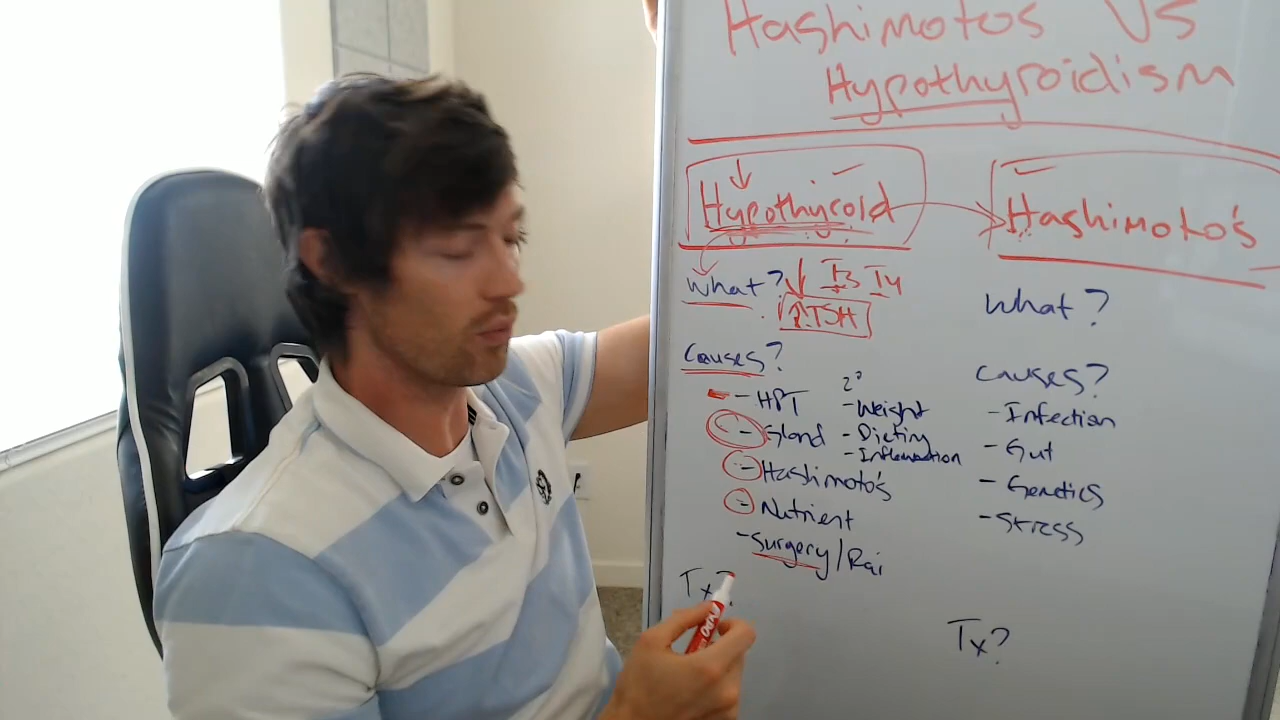 Hashimotos Vs
Hypothyroidism
↓
Hypothyroid
Hashimoto's
What? ↓ T3 T4
↑TSH
Causes?
- HPT
- Gland
- Hashimoto's
- Nutrient
- Surgery/Rai
2°
- Weight
- Dieting
- Inflammation
Tx?
What?
Causes?
- Infection
- Gut
- Genetics
- Stress
Tx?
EXPO